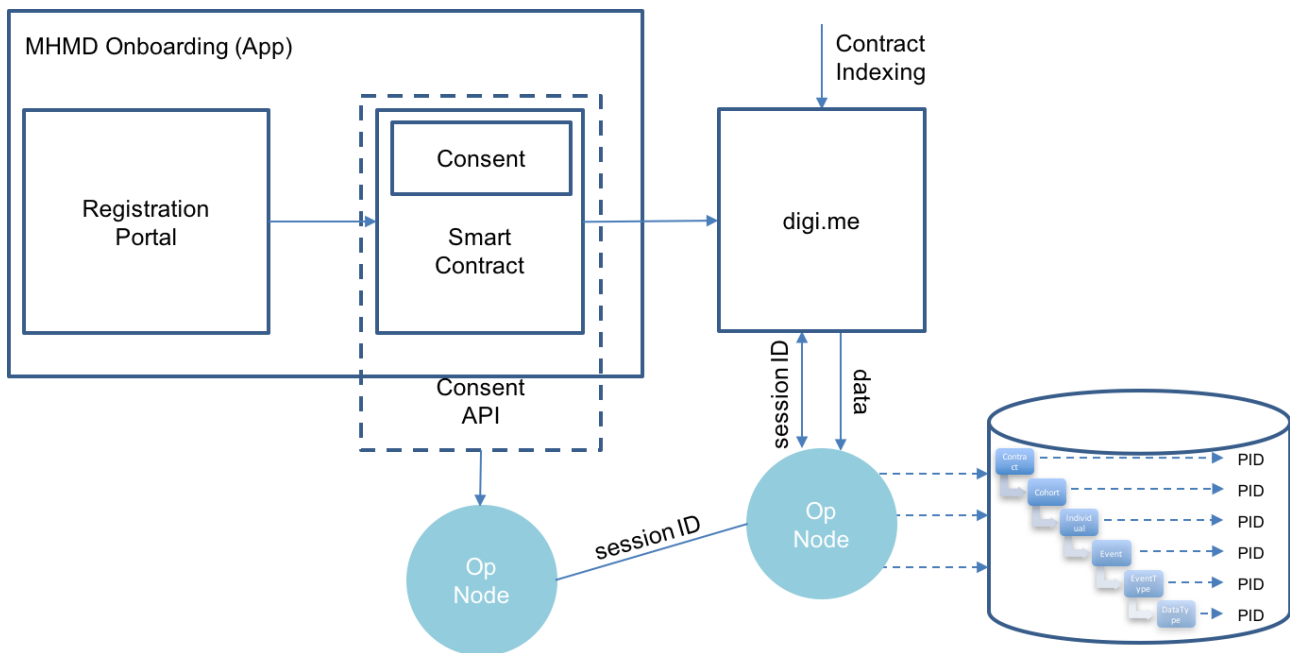 MHMD Onboarding (App)
Contract
Indexing
Registration
Portal
Consent
Smart
Contract
digi.me
Consent
API
session ID
data
Op
Node
session ID
Op
Node
Contra
ct
PID
Cohort
PID
Individ
ual
PID
Event
PID
EventT
ype
PID
DataTy
pe
PID